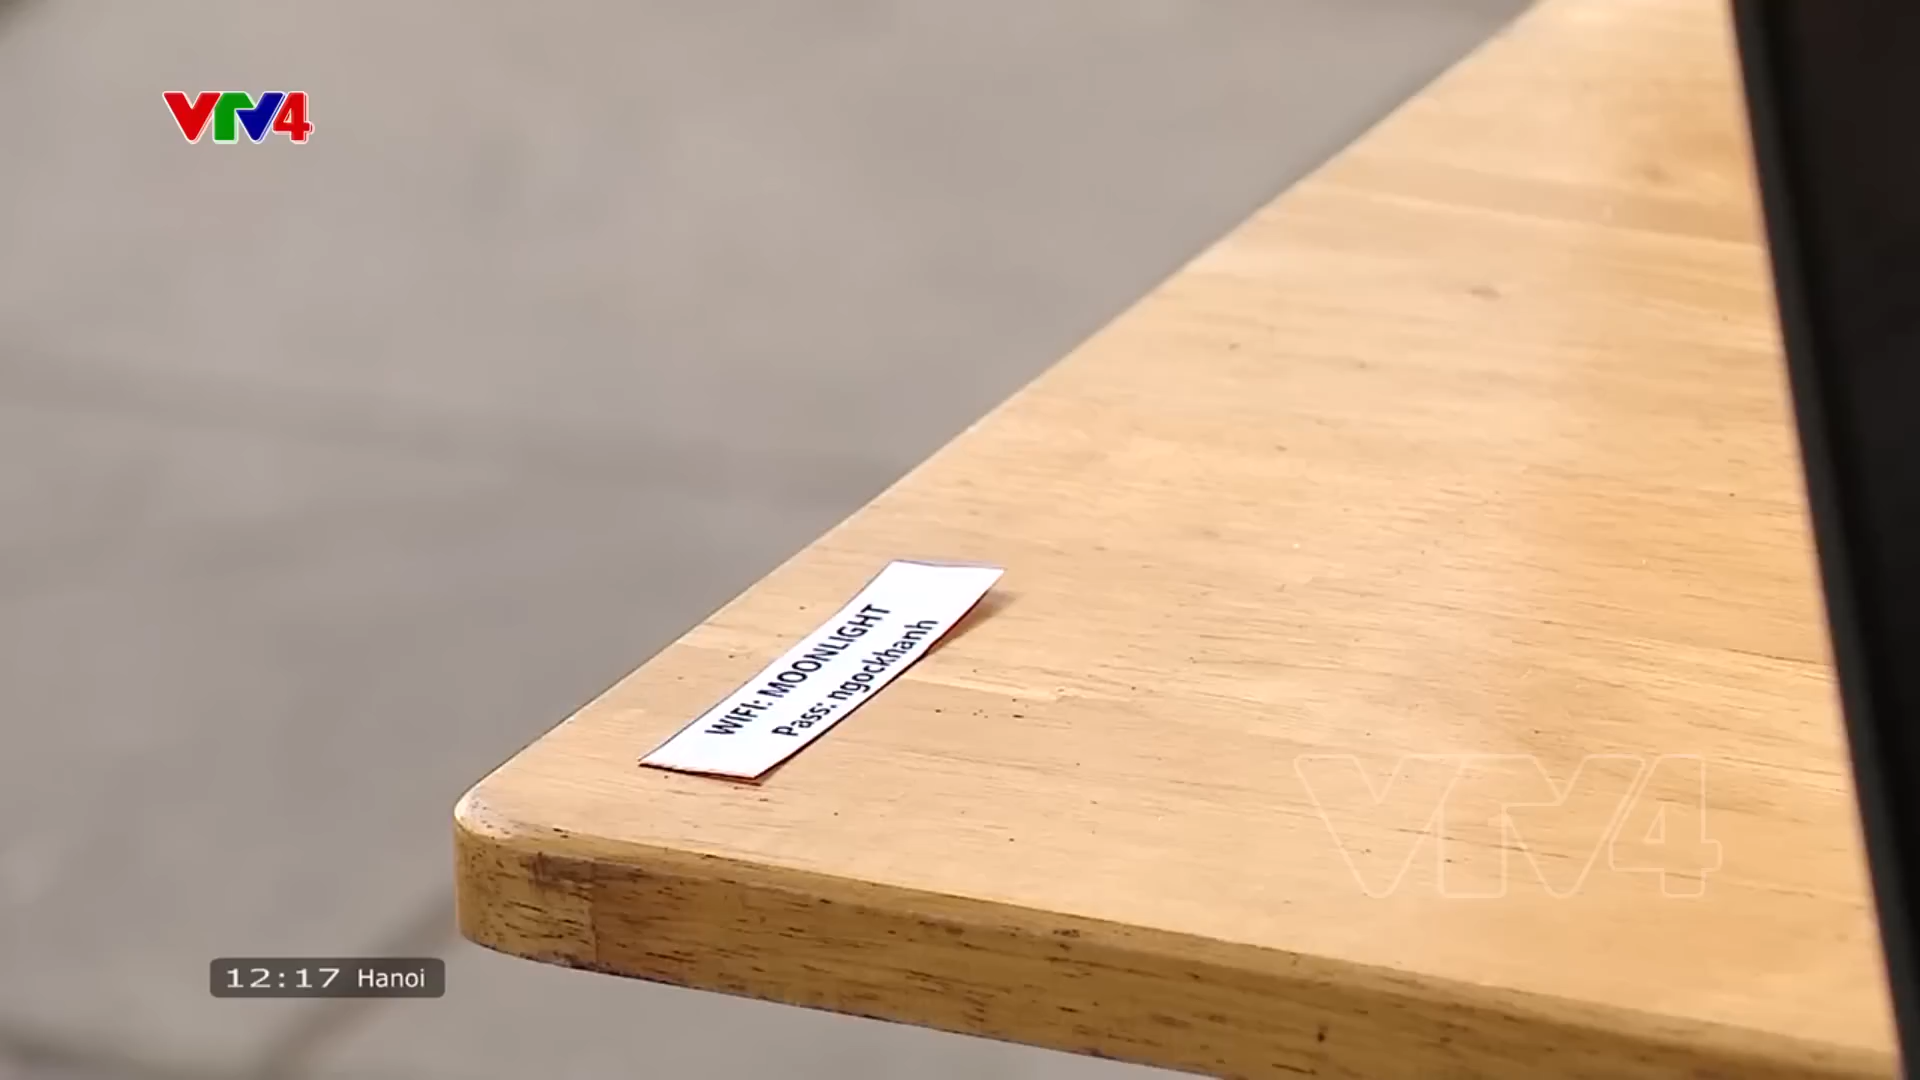 VTV4
WIFI: MOONLIGHT
Pass: ngockhanh
VTV4
12:17 Hanoi